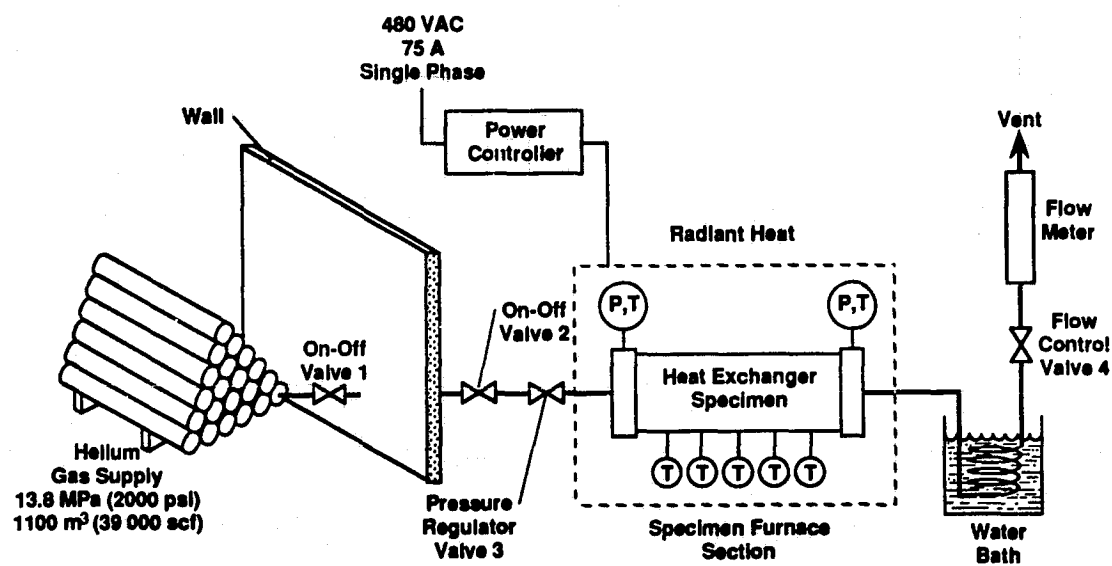 480 VAC
75 A
Single Phase
Wall
Power
Controller
Vent
Flow
Meter
Radiant Heat
P,T
P,T
On-Off
Valve 2
On-Off
Valve 1
Flow
Control
Valve 4
Heat Exchanger
Specimen
T
T
T
T
T
Helium
Gas Supply
13.8 MPa (2000 psi)
1100 m³ (39 000 scf)
Pressure
Regulator
Valve 3
Specimen Furnace
Section
Water
Bath